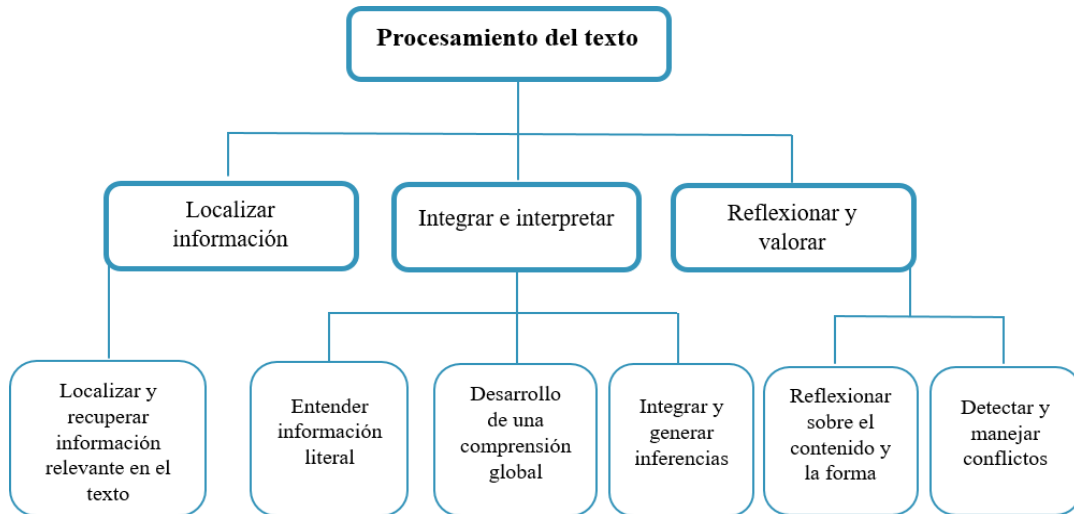 Procesamiento del texto
Localizar
información
Integrar e interpretar
Reflexionar y
valorar
Localizar y
recuperar
información
relevante en el
texto
Entender
información
literal
Desarrollo
de una
comprensión
global
Integrar y
generar
inferencias
Reflexionar
sobre el
contenido y
la forma
Detectar y
manejar
conflictos